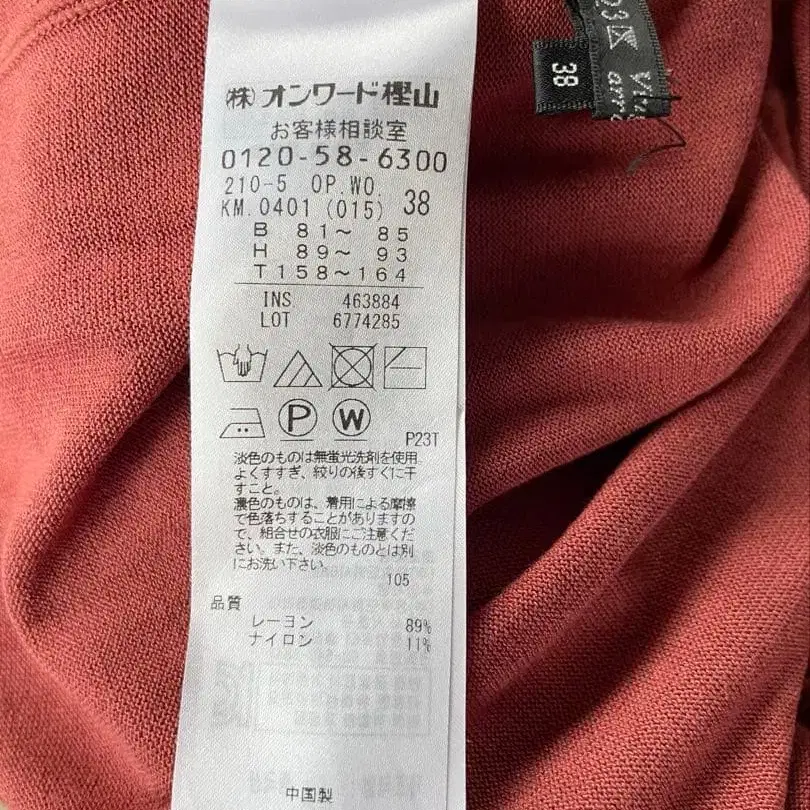 (株)オンワード樫山
お客様相談室
0120-58-6300
210-5 OP.WO.
KM.0401 (015) 38
B 81～ 85
H 89～ 93
T158～164
INS. 463884
LOT 6774285
P
W
P23T
淡色のものは無蛍光洗剤を使用
よくすすぎ、絞りの後すぐに干
すこと。
濃色のものは、着用による摩擦
で色落ちすることがありますの
で、組合せの衣服にご注意くだ
さい。また、淡色のものとは別
にお洗い下さい。
105
品質
レーヨン 89%
ナイロン 11%
中国製
38
23区